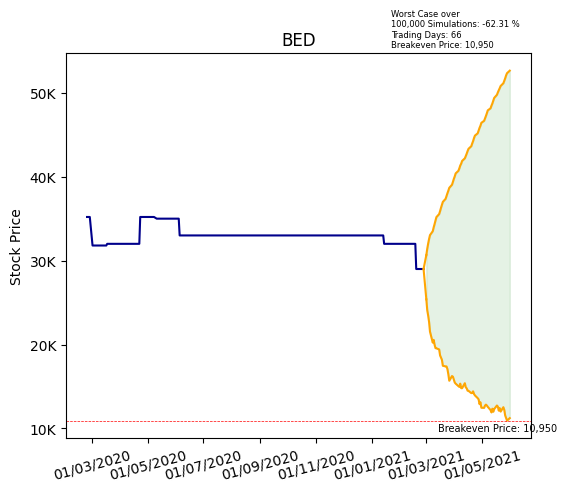 Worst Case over
100,000 Simulations: -62.31 %
Trading Days: 66
Breakeven Price: 10,950
BED
Stock Price
50K
40K
30K
20K
10K
Breakeven Price: 10,950
01/03/2020
01/05/2020
01/07/2020
01/09/2020
01/11/2020
01/01/2021
01/03/2021
01/05/2021